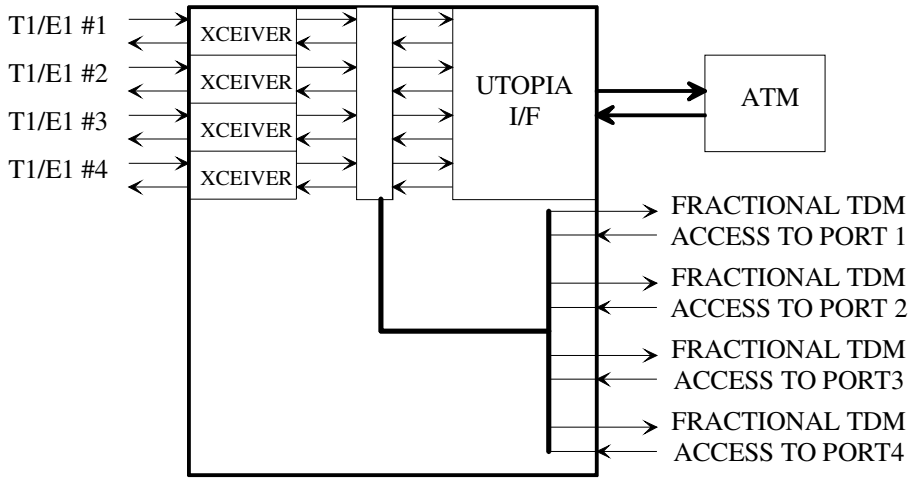 T1/E1 #1
T1/E1 #2
T1/E1 #3
T1/E1 #4
XCEIVER
XCEIVER
XCEIVER
XCEIVER
UTOPIA
I/F
ATM
FRACTIONAL TDM
ACCESS TO PORT 1
FRACTIONAL TDM
ACCESS TO PORT 2
FRACTIONAL TDM
ACCESS TO PORT3
FRACTIONAL TDM
ACCESS TO PORT4